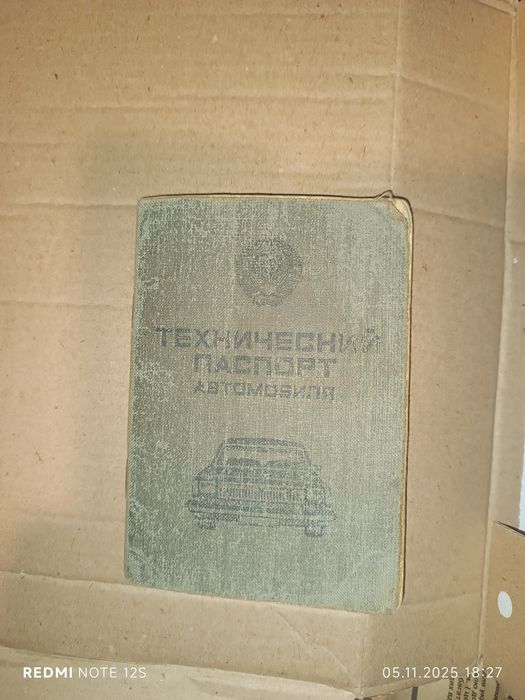 ТЕХНИЧЕСКИЙ
ПАСПОРТ
АВТОМОБИЛЯ
REDMI NOTE 12S
05.11.2025 18:27